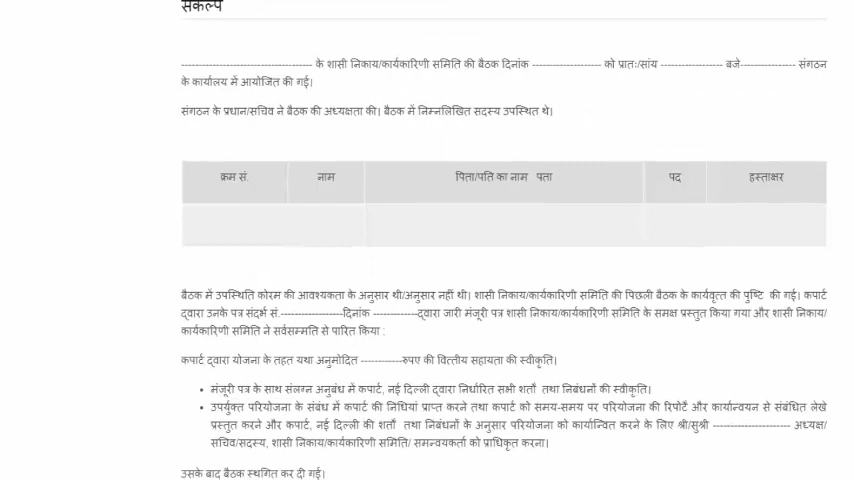 संकल्प
------------------------------------ के शासी निकाय/कार्यकारिणी समिति की बैठक दिनांक ------------------- को प्रातः/सांय ----------------- बजे--------------- संगठन
के कार्यालय में आयोजित की गई।
संगठन के प्रधान/सचिव ने बैठक की अध्यक्षता की। बैठक में निम्नलिखित सदस्य उपस्थित थे।
क्रम सं. नाम पिता/पति का नाम पता पद हस्ताक्षर
बैठक में उपस्थिति कोरम की आवश्यकता के अनुसार थी/अनुसार नहीं थी। शासी निकाय/कार्यकारिणी समिति की पिछली बैठक के कार्यवृत्त की पुष्टि की गई। कपार्ट
द्वारा उनके पत्र संदर्भ सं.-----------------दिनांक ------------द्वारा जारी मंजूरी पत्र शासी निकाय/कार्यकारिणी समिति के समक्ष प्रस्तुत किया गया और शासी निकाय/
कार्यकारिणी समिति ने सर्वसम्मति से पारित किया :
कपार्ट द्वारा योजना के तहत यथा अनुमोदित ------------रुपए की वित्तीय सहायता की स्वीकृति।
• मंजूरी पत्र के साथ संलग्न अनुबंध में कपार्ट, नई दिल्ली द्वारा निर्धारित सभी शर्तों तथा निबंधनों की स्वीकृति।
• उपर्युक्त परियोजना के संबंध में कपार्ट की निधियां प्राप्त करने तथा कपार्ट को समय-समय पर परियोजना की रिपोर्टें और कार्यान्वयन से संबंधित लेखे
प्रस्तुत करने और कपार्ट, नई दिल्ली की शर्तों तथा निबंधनों के अनुसार परियोजना को कार्यान्वित करने के लिए श्री/सुश्री --------------------- अध्यक्ष/
सचिव/सदस्य, शासी निकाय/कार्यकारिणी समिति/ समन्वयकर्ता को प्राधिकृत करना।
उसके बाद बैठक स्थगित कर दी गई।